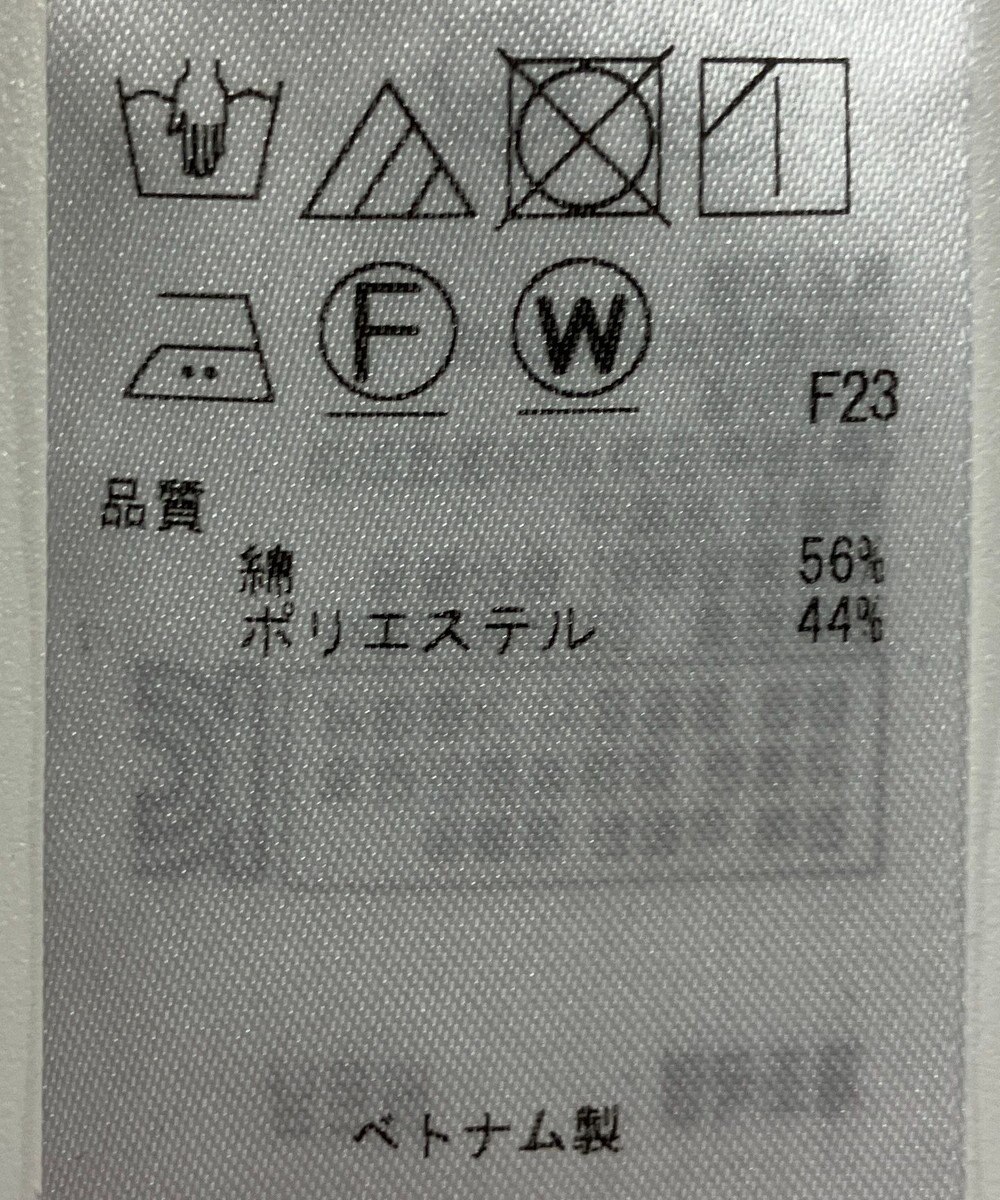 F W
F23
品質
綿 56%
ポリエステル 44%
ベトナム製